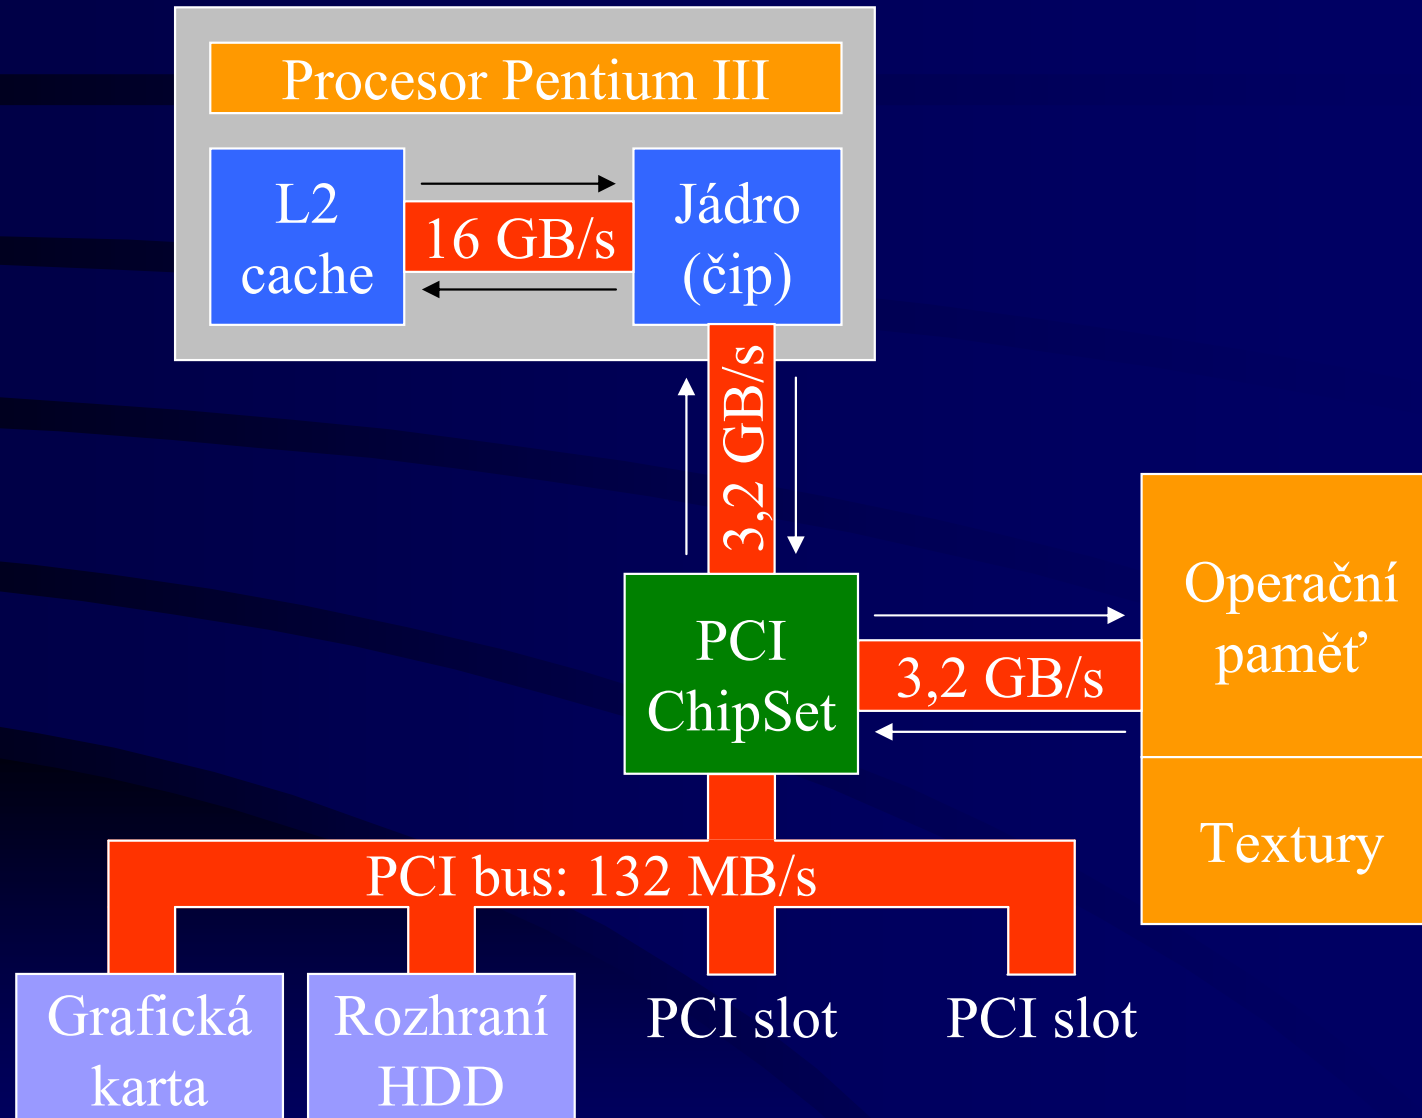 Procesor Pentium III
L2
cache
16 GB/s
Jádro
(čip)
3,2 GB/s
PCI
ChipSet
3,2 GB/s
Operační
paměť
Textury
PCI bus: 132 MB/s
Grafická
karta
Rozhraní
HDD
PCI slot
PCI slot